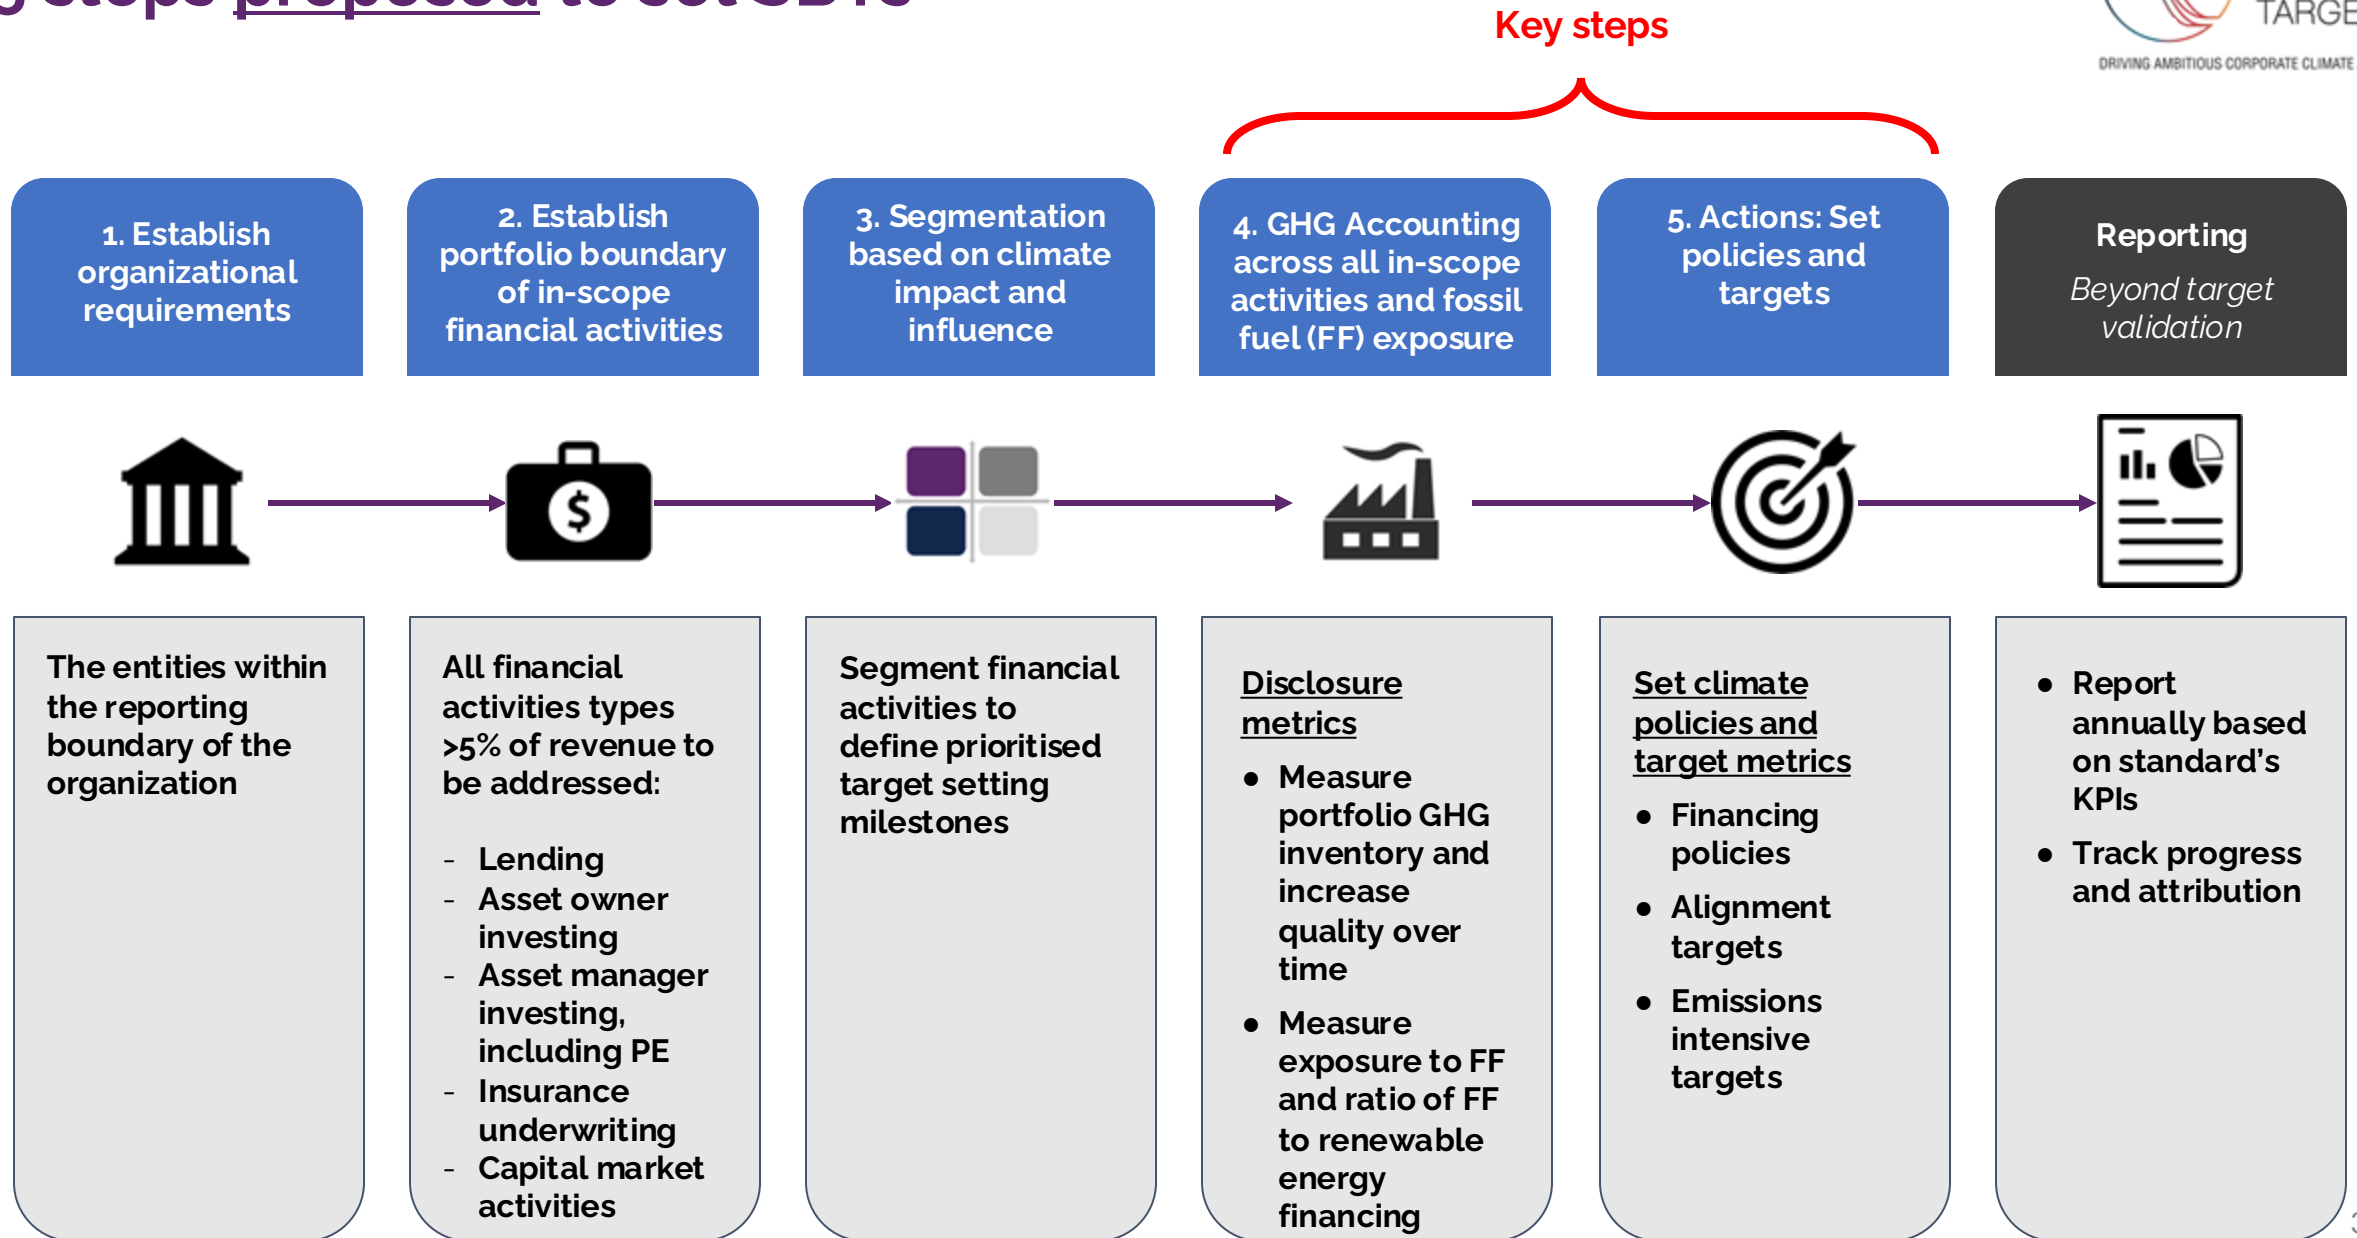 steps proposed to set SBTs
Key steps
TARGE
DRIVING AMBITIOUS CORPORATE CLIMATE
1. Establish
organizational
requirements
2. Establish
portfolio boundary
of in-scope
financial activities
3. Segmentation
based on climate
impact and
influence
4. GHG Accounting
across all in-scope
activities and fossil
fuel (FF) exposure
5. Actions: Set
policies and
targets
Reporting
Beyond target
validation
$
The entities within
the reporting
boundary of the
organization
All financial
activities types
>5% of revenue to
be addressed:
- Lending
- Asset owner
investing
- Asset manager
investing,
including PE
- Insurance
underwriting
- Capital market
activities
Segment financial
activities to
define prioritised
target setting
milestones
Disclosure
metrics
● Measure
portfolio GHG
inventory and
increase
quality over
time
● Measure
exposure to FF
and ratio of FF
to renewable
energy
financing
Set climate
policies and
target metrics
● Financing
policies
● Alignment
targets
● Emissions
intensive
targets
● Report
annually based
on standard's
KPIs
● Track progress
and attribution